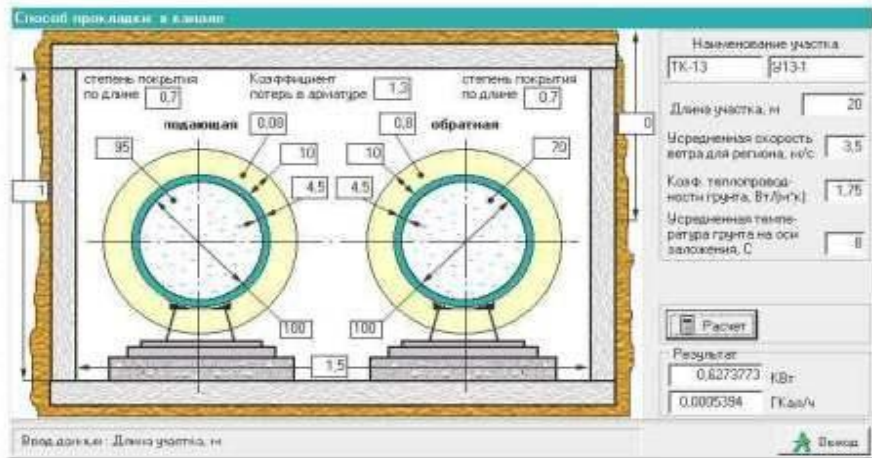 Способ прокладки в канале
степень покрытия
по длине 0,7
Коэффициент
потерь в арматуре 1,3
степень покрытия
по длине 0,7
подающая 0,08
0,8 обратная
95
10
10
70
4,5
4,5
1
0
100
100
1,5
Наименование участка
ТК-13 У13-1
Длина участка, м 20
Усредненная скорость
ветра для региона, м/с 3,5
Коэф. теплопровод-
ности грунта, Вт/(м*к) 1,75
Усредненная темпе-
ратура грунта на оси
заложения, С 8
Расчет
Результат
0,6273773 КВт
0,0005394 ГКал/ч
Ввод данных: Длина участка, м
Выход